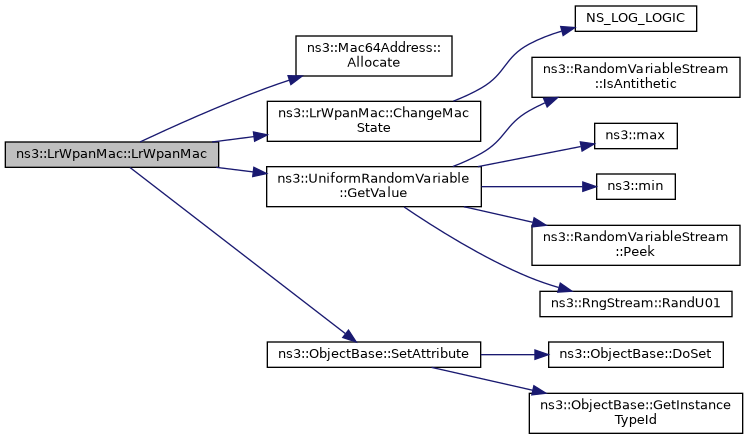 ns3::LrWpanMac::LrWpanMac
ns3::Mac64Address::
Allocate
ns3::LrWpanMac::ChangeMac
State
ns3::UniformRandomVariable
::GetValue
ns3::ObjectBase::SetAttribute
NS_LOG_LOGIC
ns3::RandomVariableStream
::IsAntithetic
ns3::max
ns3::min
ns3::RandomVariableStream
::Peek
ns3::RngStream::RandU01
ns3::ObjectBase::DoSet
ns3::ObjectBase::GetInstance
TypeId